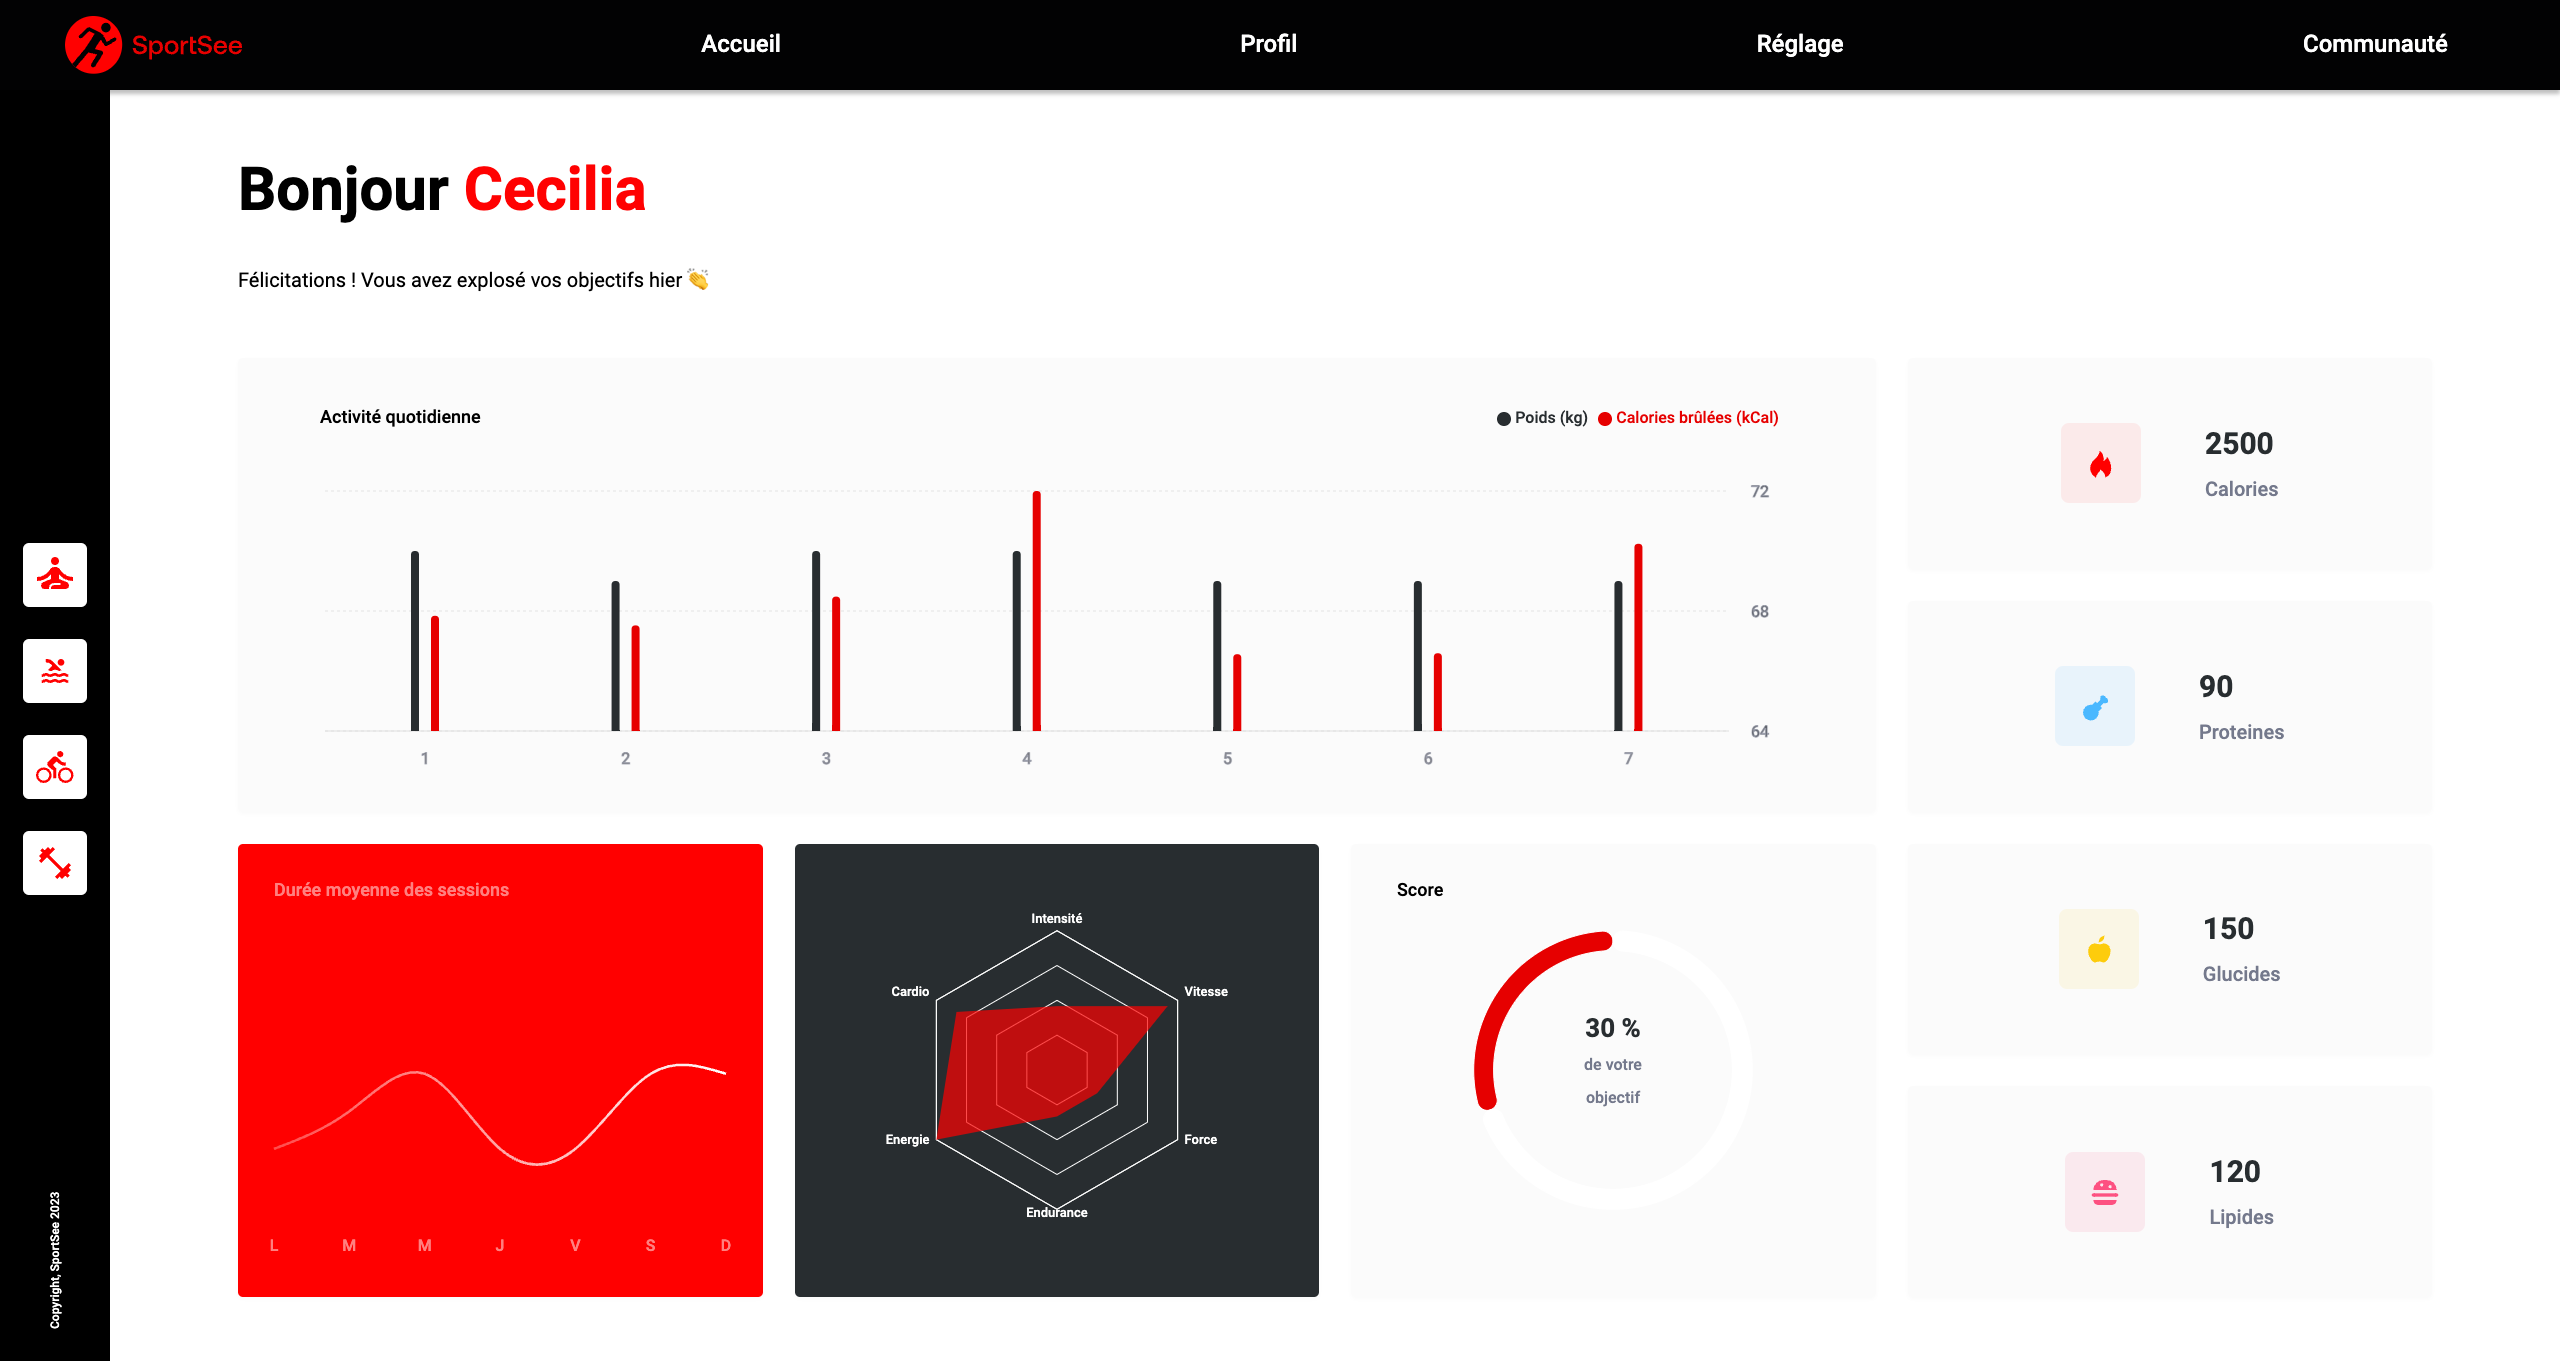 SportSee
Accueil
Profil
Réglage
Communauté
Bonjour Cecilia
Félicitations ! Vous avez explosé vos objectifs hier 👏
Activité quotidienne
Poids (kg) Calories brûlées (kCal)
72
68
64
1 2 3 4 5 6 7
2500
Calories
90
Proteines
Durée moyenne des sessions
L M M J V S D
Intensité
Vitesse
Force
Endurance
Energie
Cardio
Score
30 %
de votre
objectif
150
Glucides
120
Lipides
Copyright, SportSee 2023